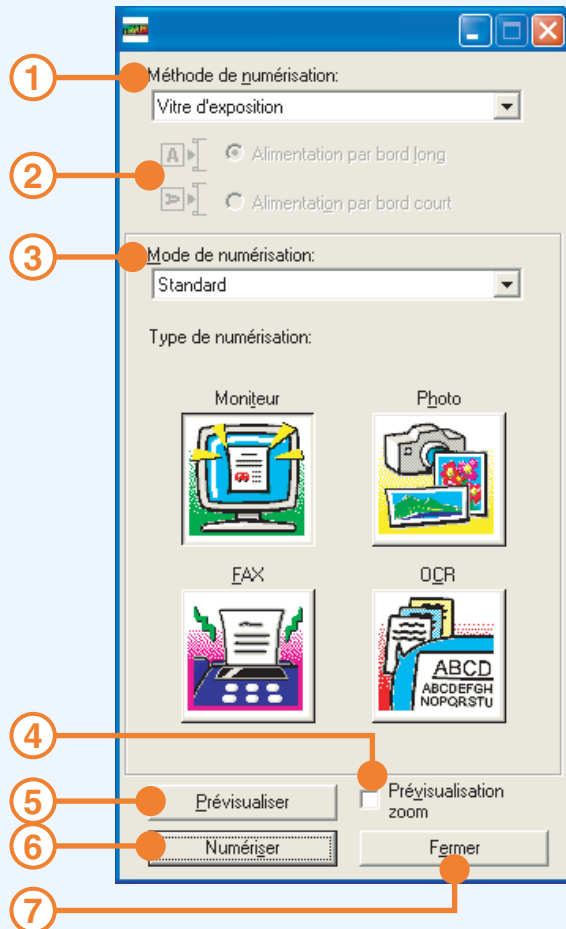 1
Méthode de numérisation:
Vitre d'exposition
2
A
Alimentation par bord long
A
Alimentation par bord court
3
Mode de numérisation:
Standard
Type de numérisation:
Moniteur
Photo
FAX
OCR
ABCD
ABCDEFGH
NOPQRSTU
4
5
Prévisualiser
Prévisualisation
zoom
6
Numériser
Fermer
7